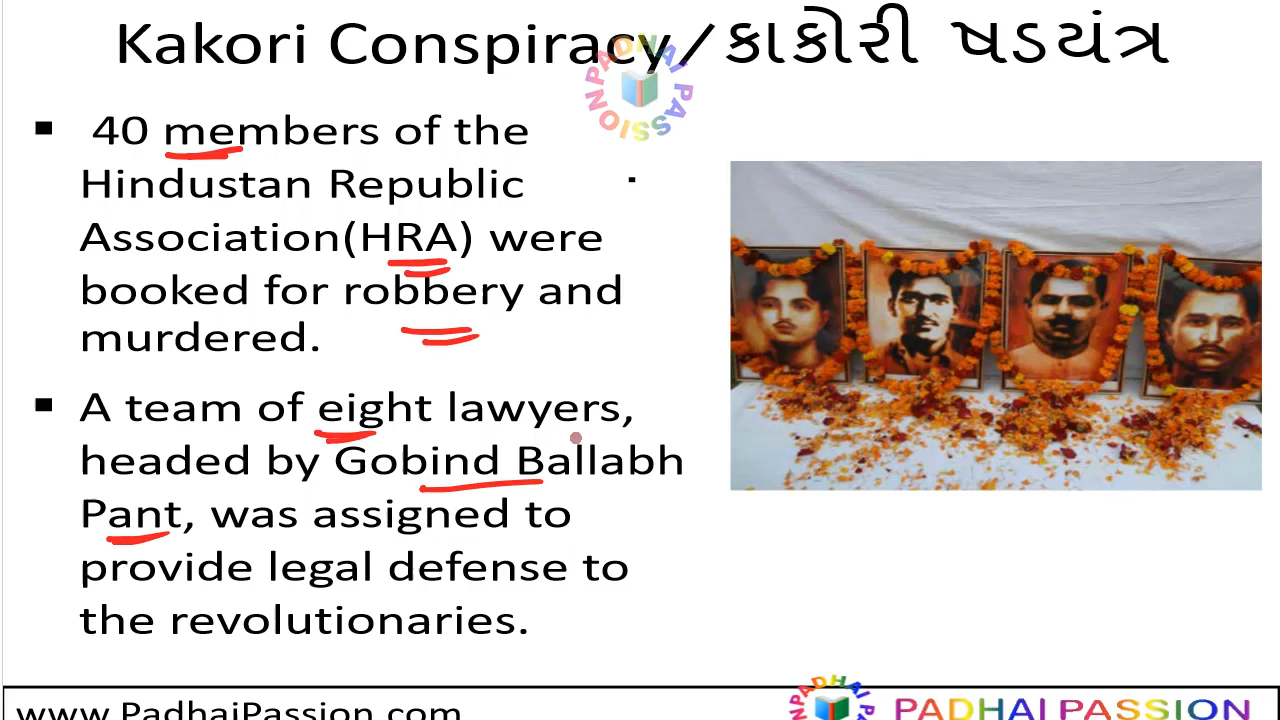 Kakori Conspiracy/કાકોરી ષડયંત્ર
PADHAI PASSION
▪ 40 members of the
Hindustan Republic
Association(HRA) were
booked for robbery and
murdered.
▪ A team of eight lawyers,
headed by Gobind Ballabh
Pant, was assigned to
provide legal defense to
the revolutionaries.
www.PadhaiPassion.com
PADHAI PASSION